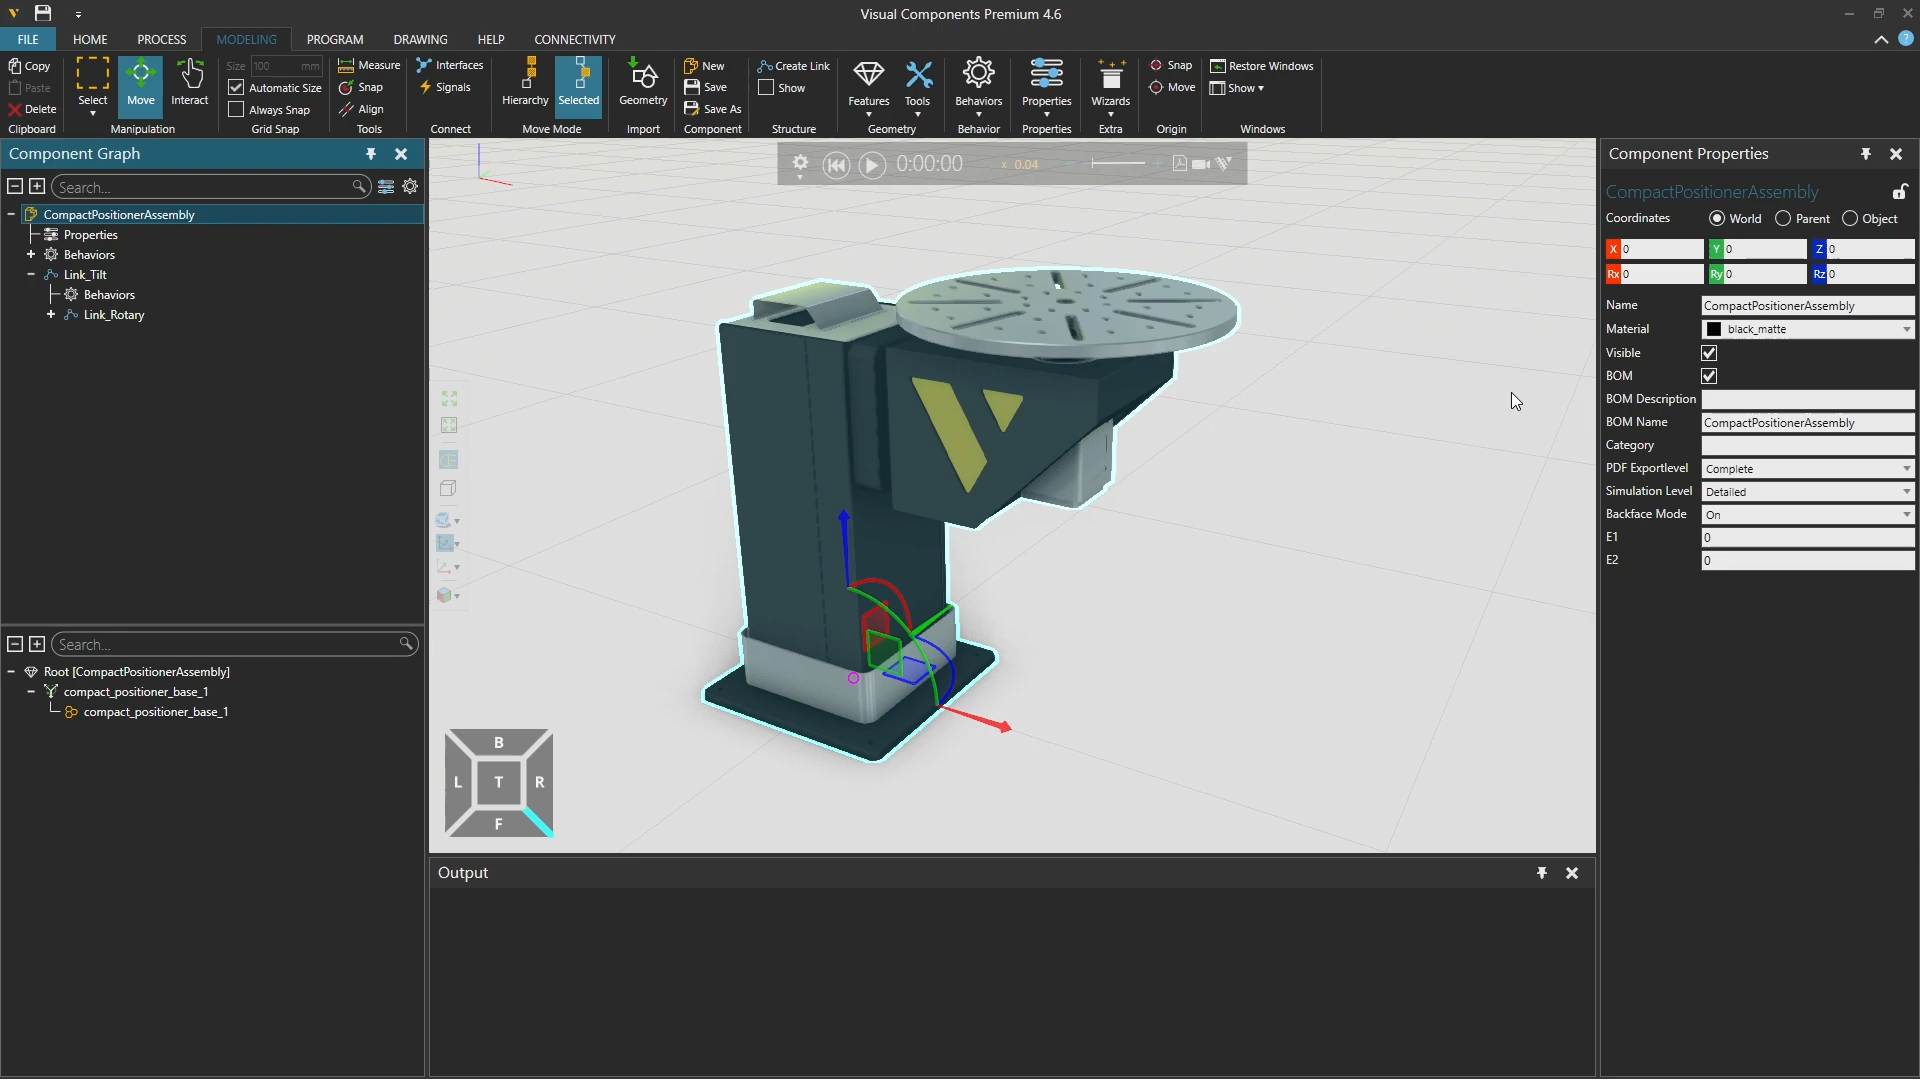 Visual Components Premium 4.6
FILE HOME PROCESS MODELING PROGRAM DRAWING HELP CONNECTIVITY
Copy
Paste
Delete
Clipboard
Select
Move
Interact
Manipulation
Size 100 mm
Automatic Size
Always Snap
Grid Snap
Measure
Snap
Align
Tools
Interfaces
Signals
Connect
Hierarchy
Selected
Move Mode
Geometry
Import
New
Save
Save As
Component
Create Link
Show
Structure
Features
Tools
Geometry
Behaviors
Behavior
Properties
Properties
Wizards
Extra
Snap
Move
Origin
Restore Windows
Show
Windows
Component Graph
Search...
CompactPositionerAssembly
Properties
Behaviors
Link_Tilt
Behaviors
Link_Rotary
Search...
Root [CompactPositionerAssembly]
compact_positioner_base_1
compact_positioner_base_1
0:00:00 x 0.04
B
L T R
F
Output
Component Properties
CompactPositionerAssembly
Coordinates World Parent Object
X 0 Y 0 Z 0
Rx 0 Ry 0 Rz 0
Name CompactPositionerAssembly
Material black_matte
Visible
BOM
BOM Description
BOM Name CompactPositionerAssembly
Category
PDF Exportlevel Complete
Simulation Level Detailed
Backface Mode On
E1 0
E2 0